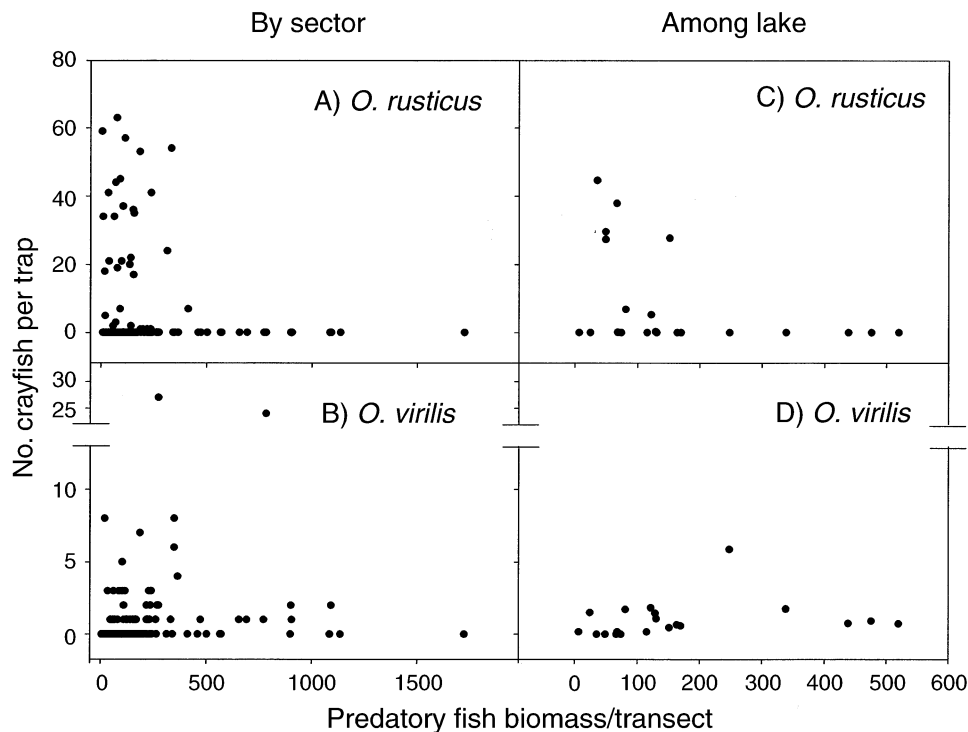 By sector
Among lake
80
60
40
20
0
A) O. rusticus
C) O. rusticus
30
25
10
5
0
B) O. virilis
D) O. virilis
No. crayfish per trap
0 500 1000 1500
0 100 200 300 400 500 600
Predatory fish biomass/transect